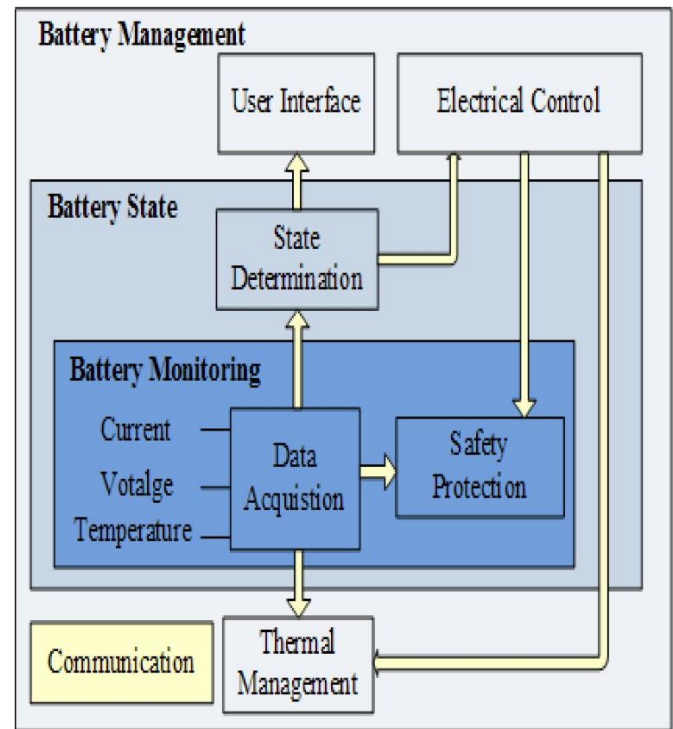 Battery Management
User Interface
Electrical Control
Battery State
State
Determination
Battery Monitoring
Current
Votalge
Temperature
Data
Acquistion
Safety
Protection
Communication
Thermal
Management